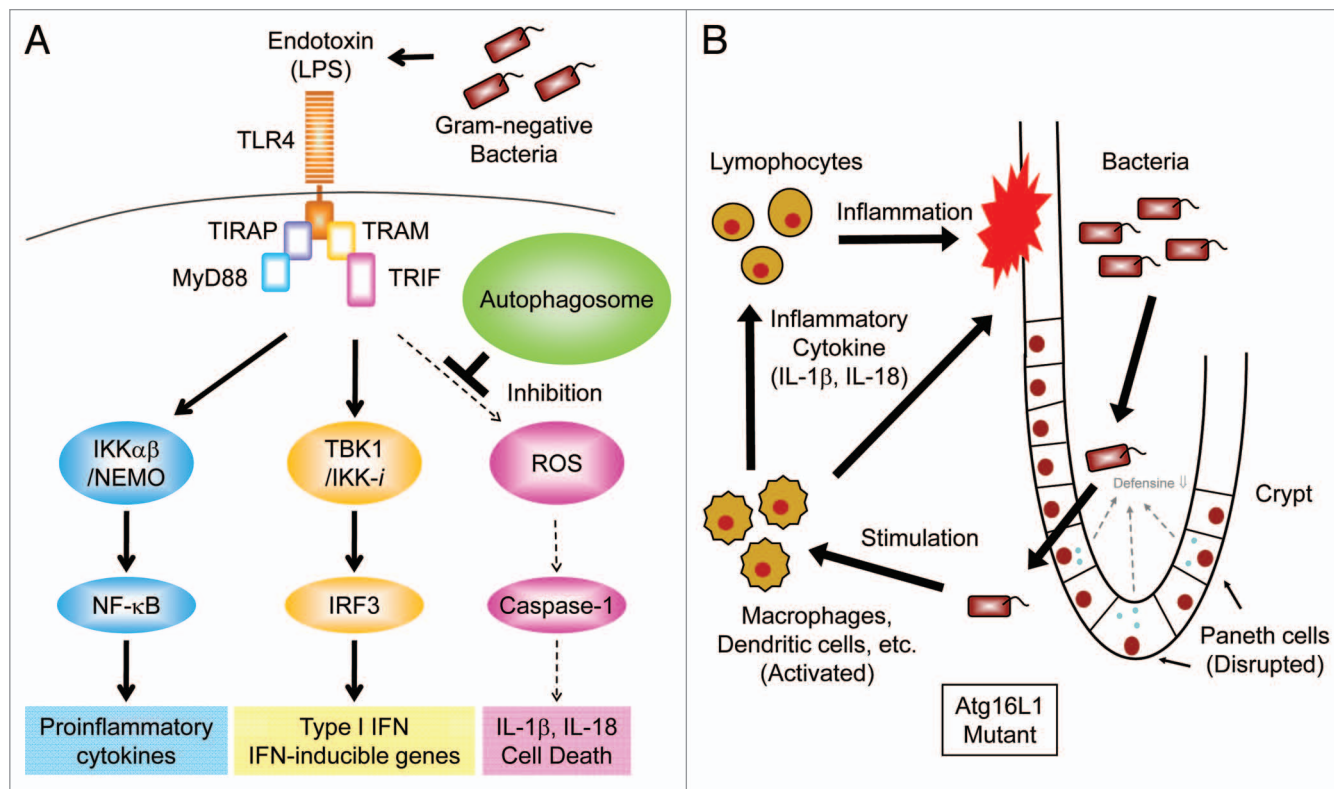 A
Endotoxin
(LPS)
Gram-negative
Bacteria
TLR4
TIRAP
TRAM
MyD88
TRIF
Autophagosome
Inhibition
IKKαβ
/NEMO
TBK1
/IKK-i
ROS
NF-κB
IRF3
Caspase-1
Proinflammatory
cytokines
Type I IFN
IFN-inducible genes
IL-1β, IL-18
Cell Death
B
Lymophocytes
Bacteria
Inflammation
Inflammatory
Cytokine
(IL-1β, IL-18)
Defensine ⇓
Crypt
Stimulation
Macrophages,
Dendritic cells, etc.
(Activated)
Paneth cells
(Disrupted)
Atg16L1
Mutant